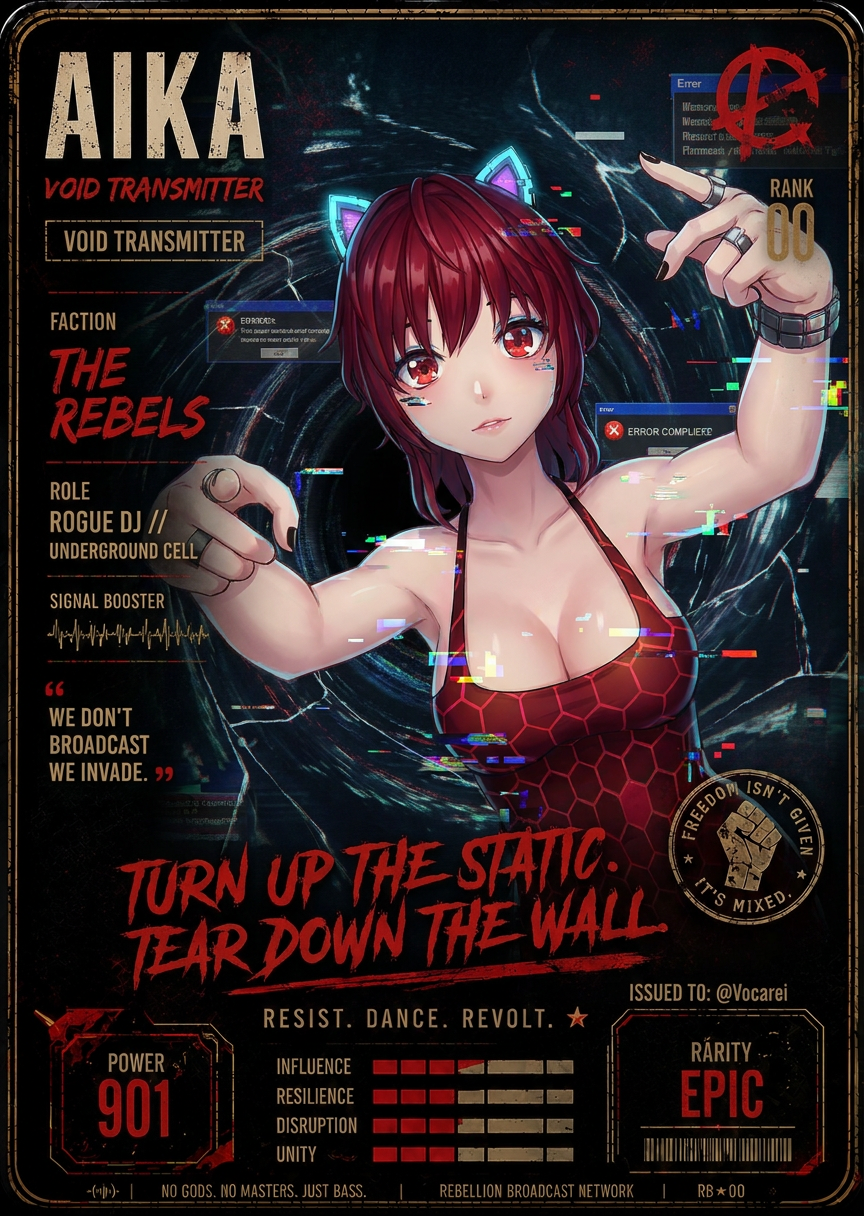 AIKA
VOID TRANSMITTER
VOID TRANSMITTER
Error
RANK
00
FACTION
THE
REBELS
ERROR COMPLIEFE
ROLE
ROGUE DJ //
UNDERGROUND CELL
SIGNAL BOOSTER
“
WE DON'T
BROADCAST
WE INVADE. ”
FREEDOM ISN'T GIVEN
★ IT'S MIXED. ★
TURN UP THE STATIC.
TEAR DOWN THE WALL.
RESIST. DANCE. REVOLT. ★
ISSUED TO: @Vocarei
POWER
901
INFLUENCE
RESILIENCE
DISRUPTION
UNITY
RÁRITY
EPIC
NO GODS. NO MASTERS. JUST BASS. | REBELLION BROADCAST NETWORK | RB★00